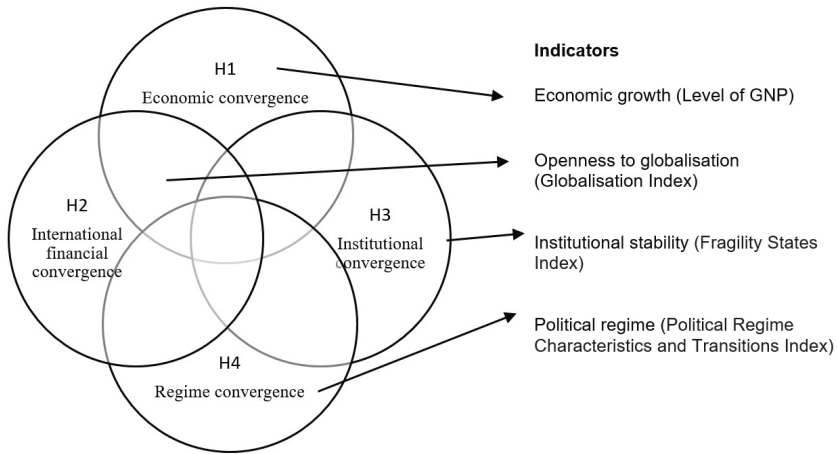 H1
Economic convergence
H2
International
financial
convergence
H3
Institutional
convergence
H4
Regime convergence
Indicators
Economic growth (Level of GNP)
Openness to globalisation
(Globalisation Index)
Institutional stability (Fragility States
Index)
Political regime (Political Regime
Characteristics and Transitions Index)